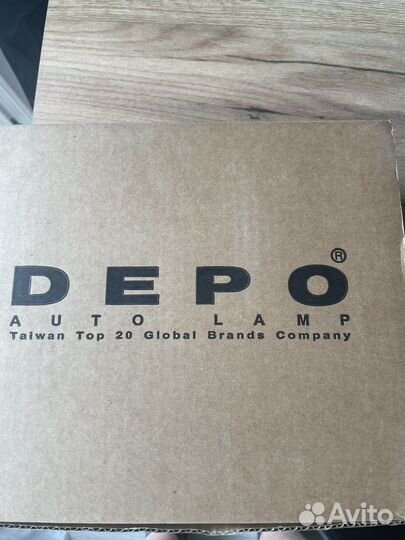 DEPO®
AUTO LAMP
Taiwan Top 20 Global Brands Company
Avito